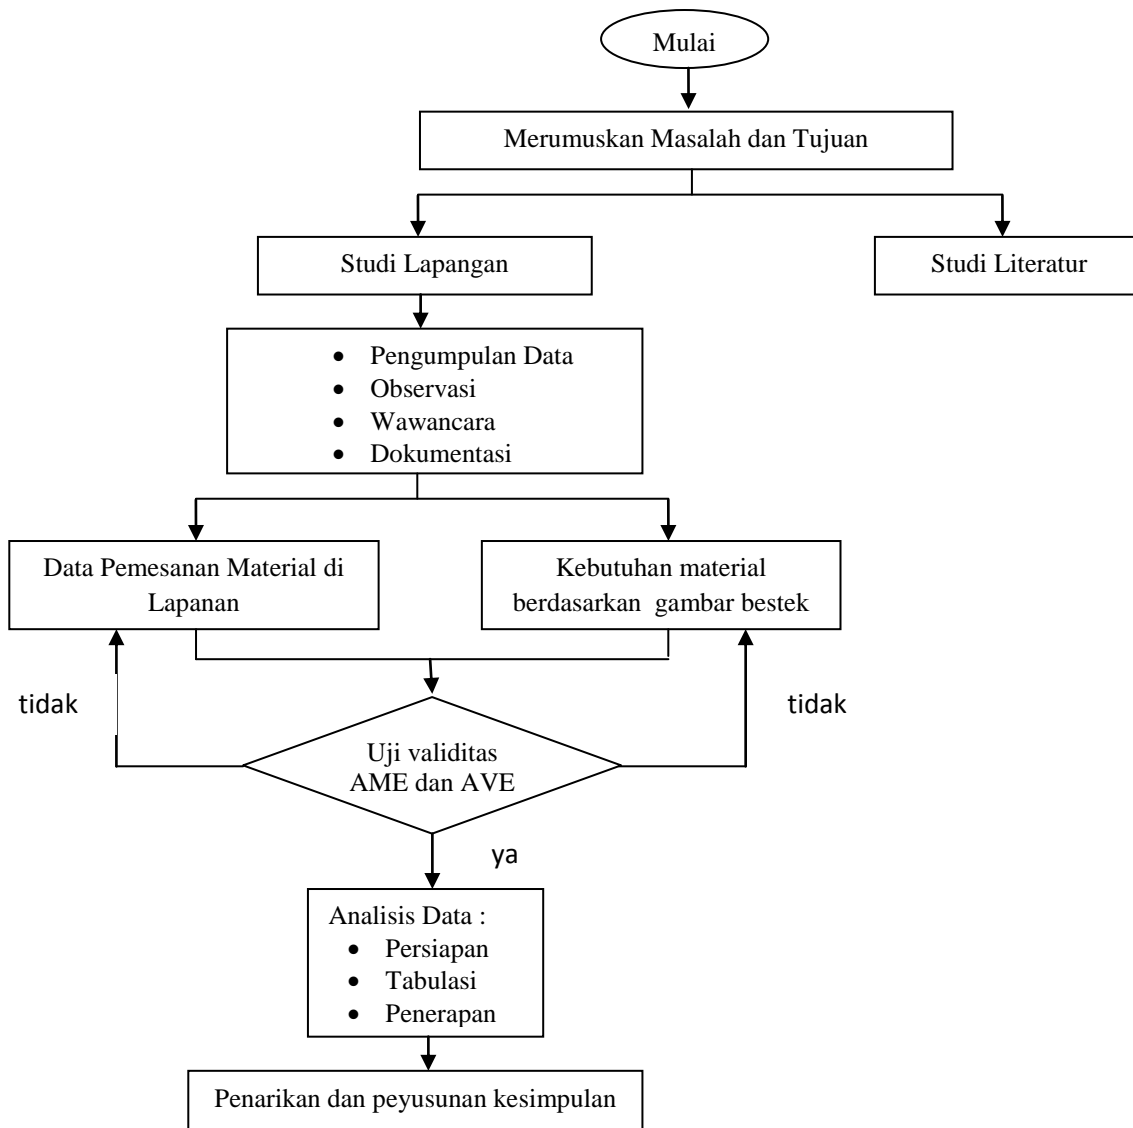 Mulai
Merumuskan Masalah dan Tujuan
Studi Lapangan
Studi Literatur
• Pengumpulan Data
• Observasi
• Wawancara
• Dokumentasi
Data Pemesanan Material di
Lapanan
Kebutuhan material
berdasarkan gambar bestek
tidak
tidak
Uji validitas
AME dan AVE
ya
Analisis Data :
• Persiapan
• Tabulasi
• Penerapan
Penarikan dan peyusunan kesimpulan